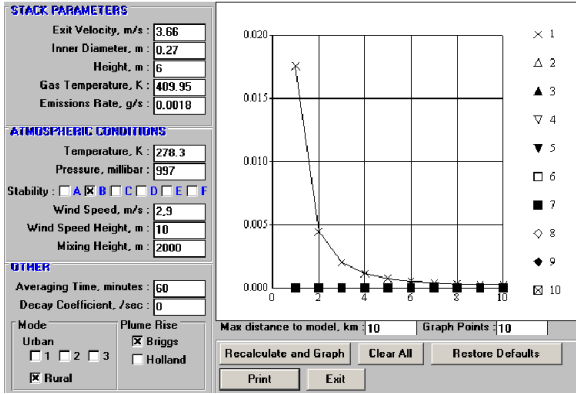 STACK PARAMETERS
Exit Velocity, m/s : 3.66
Inner Diameter, m : 0.27
Height, m : 6
Gas Temperature, K : 409.95
Emissions Rate, g/s : 0.0018
ATMOSPHERIC CONDITIONS
Temperature, K : 278.3
Pressure, millibar : 997
Stability : A B C D E F
Wind Speed, m/s : 2,9
Wind Speed Height, m : 10
Mixing Height, m : 2000
OTHER
Averaging Time, minutes : 60
Decay Coefficient, /sec : 0
Mode
Urban
1 2 3
Rural
Plume Rise
Briggs
Holland
0.020
0.015
0.010
0.005
0.000
0 2 4 6 8 10
1
2
3
4
5
6
7
8
9
10
Max distance to model, km : 10 Graph Points : 10
Recalculate and Graph Clear All Restore Defaults
Print Exit